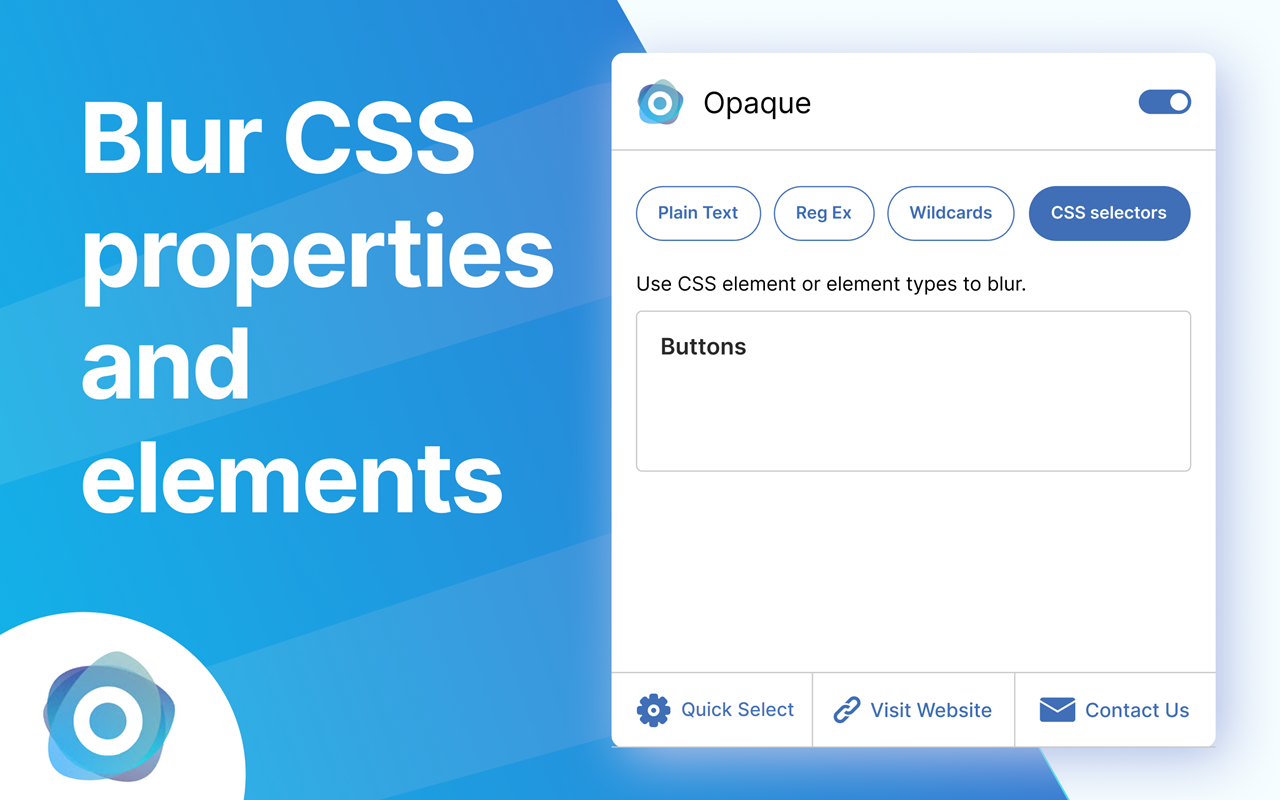 Blur CSS
properties
and
elements
Opaque
Plain Text
Reg Ex
Wildcards
CSS selectors
Use CSS element or element types to blur.
Buttons
Quick Select
Visit Website
Contact Us